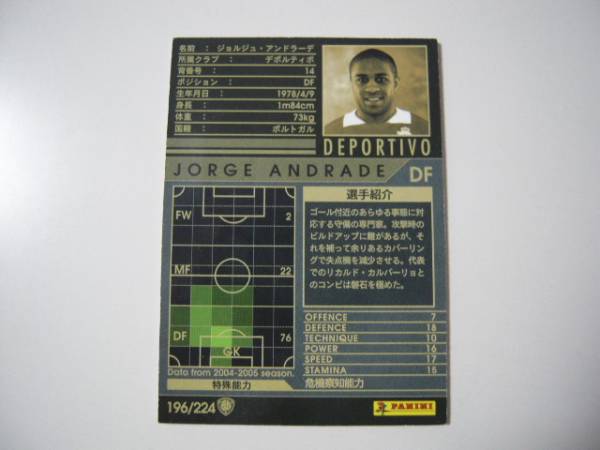 名前 : ジョルジュ・アンドラーデ
所属クラブ : デポルティボ
背番号 : 14
ポジション : DF
生年月日 : 1978/4/9
身長 : 1m84cm
体重 : 73kg
国籍 : ポルトガル
DEPORTIVO
JORGE ANDRADE DF
FW 2
MF 22
DF 76
GK
Data from 2004-2005 season.
特殊能力
選手紹介
ゴール付近のあらゆる事態に対
応する守備の専門家。攻撃時の
ビルドアップに難があるが、そ
れを補って余りあるカバーリン
グで失点機を減少させる。代表
でのリカルド・カルバーリョと
のコンビは磐石を極めた。
OFFENCE 7
DEFENCE 18
TECHNIQUE 10
POWER 16
SPEED 17
STAMINA 15
危機察知能力
196/224
PANINI